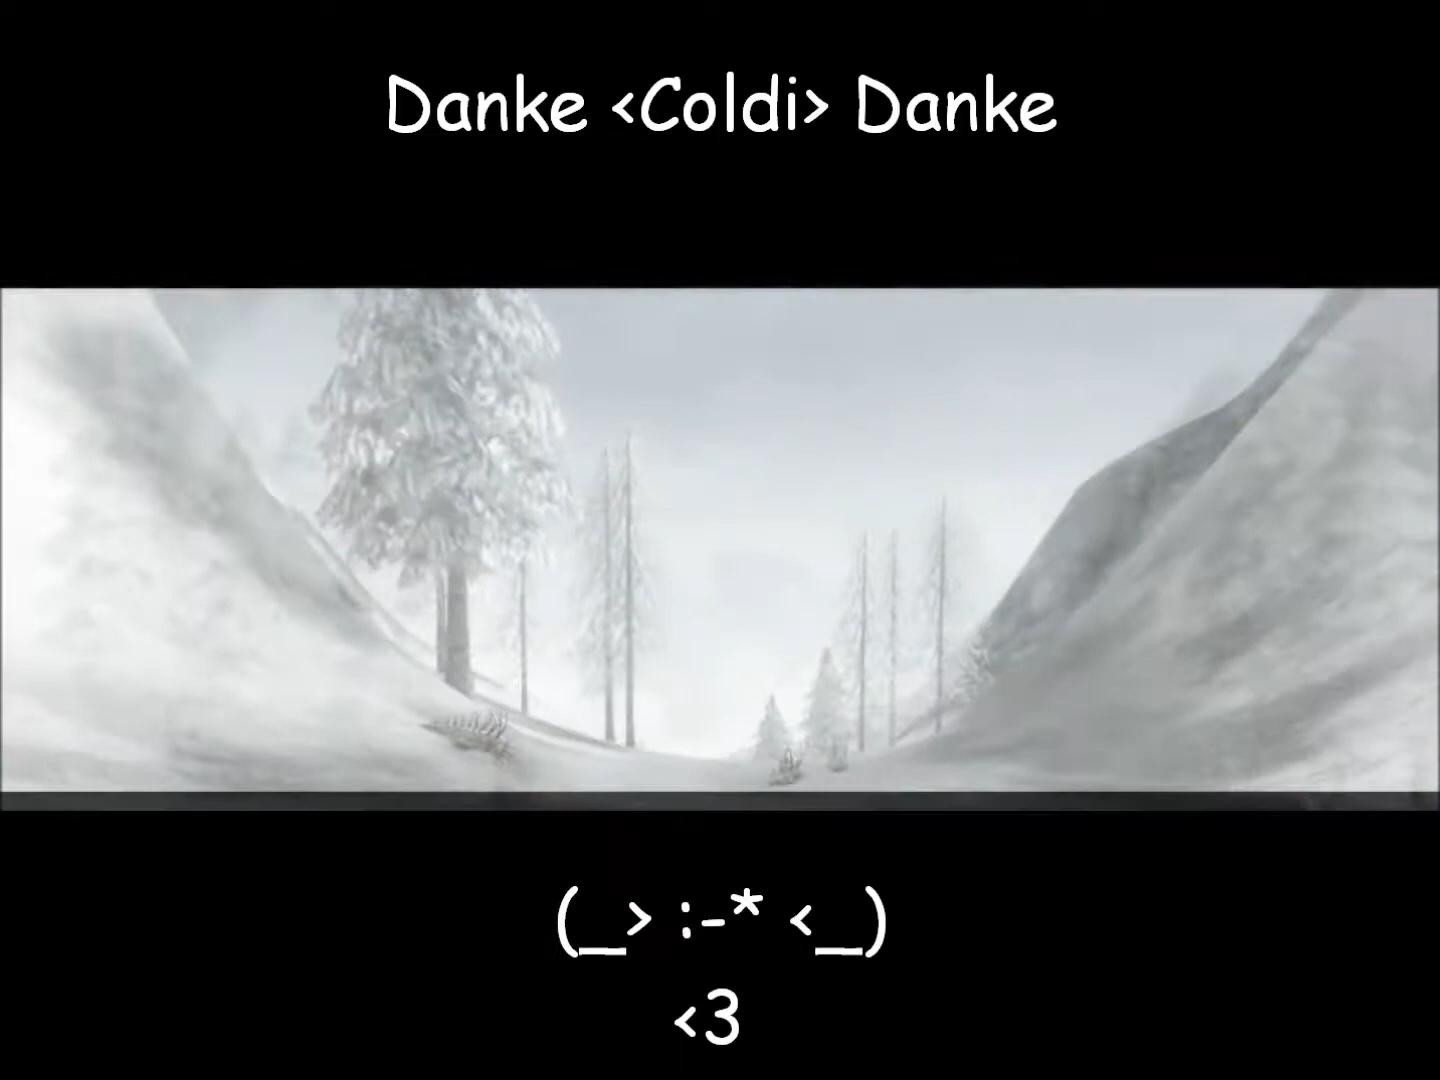 Danke <Coldi> Danke
(_> :-* <_)
<3